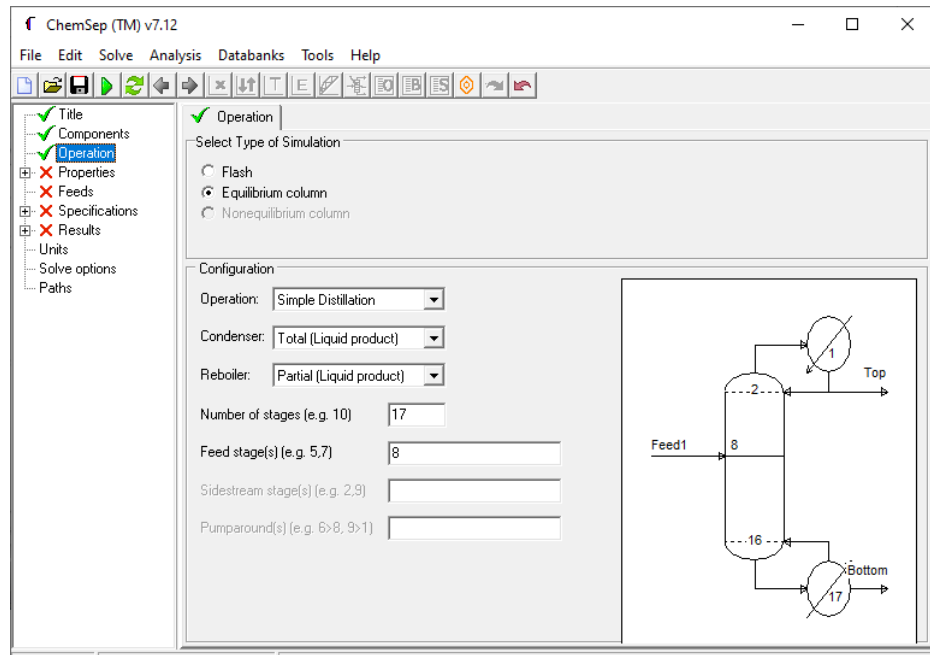 ChemSep (TM) v7.12
File Edit Solve Analysis Databanks Tools Help
Title
Components
Operation
Properties
Feeds
Specifications
Results
Units
Solve options
Paths
Operation
Select Type of Simulation
Flash
Equilibrium column
Nonequilibrium column
Configuration
Operation: Simple Distillation
Condenser: Total (Liquid product)
Reboiler: Partial (Liquid product)
Number of stages (e.g. 10) 17
Feed stage(s) (e.g. 5,7) 8
Sidestream stage(s) (e.g. 2,9)
Pumparound(s) (e.g. 6>8, 9>1)
1
Top
2
Feed1
8
16
Bottom
17